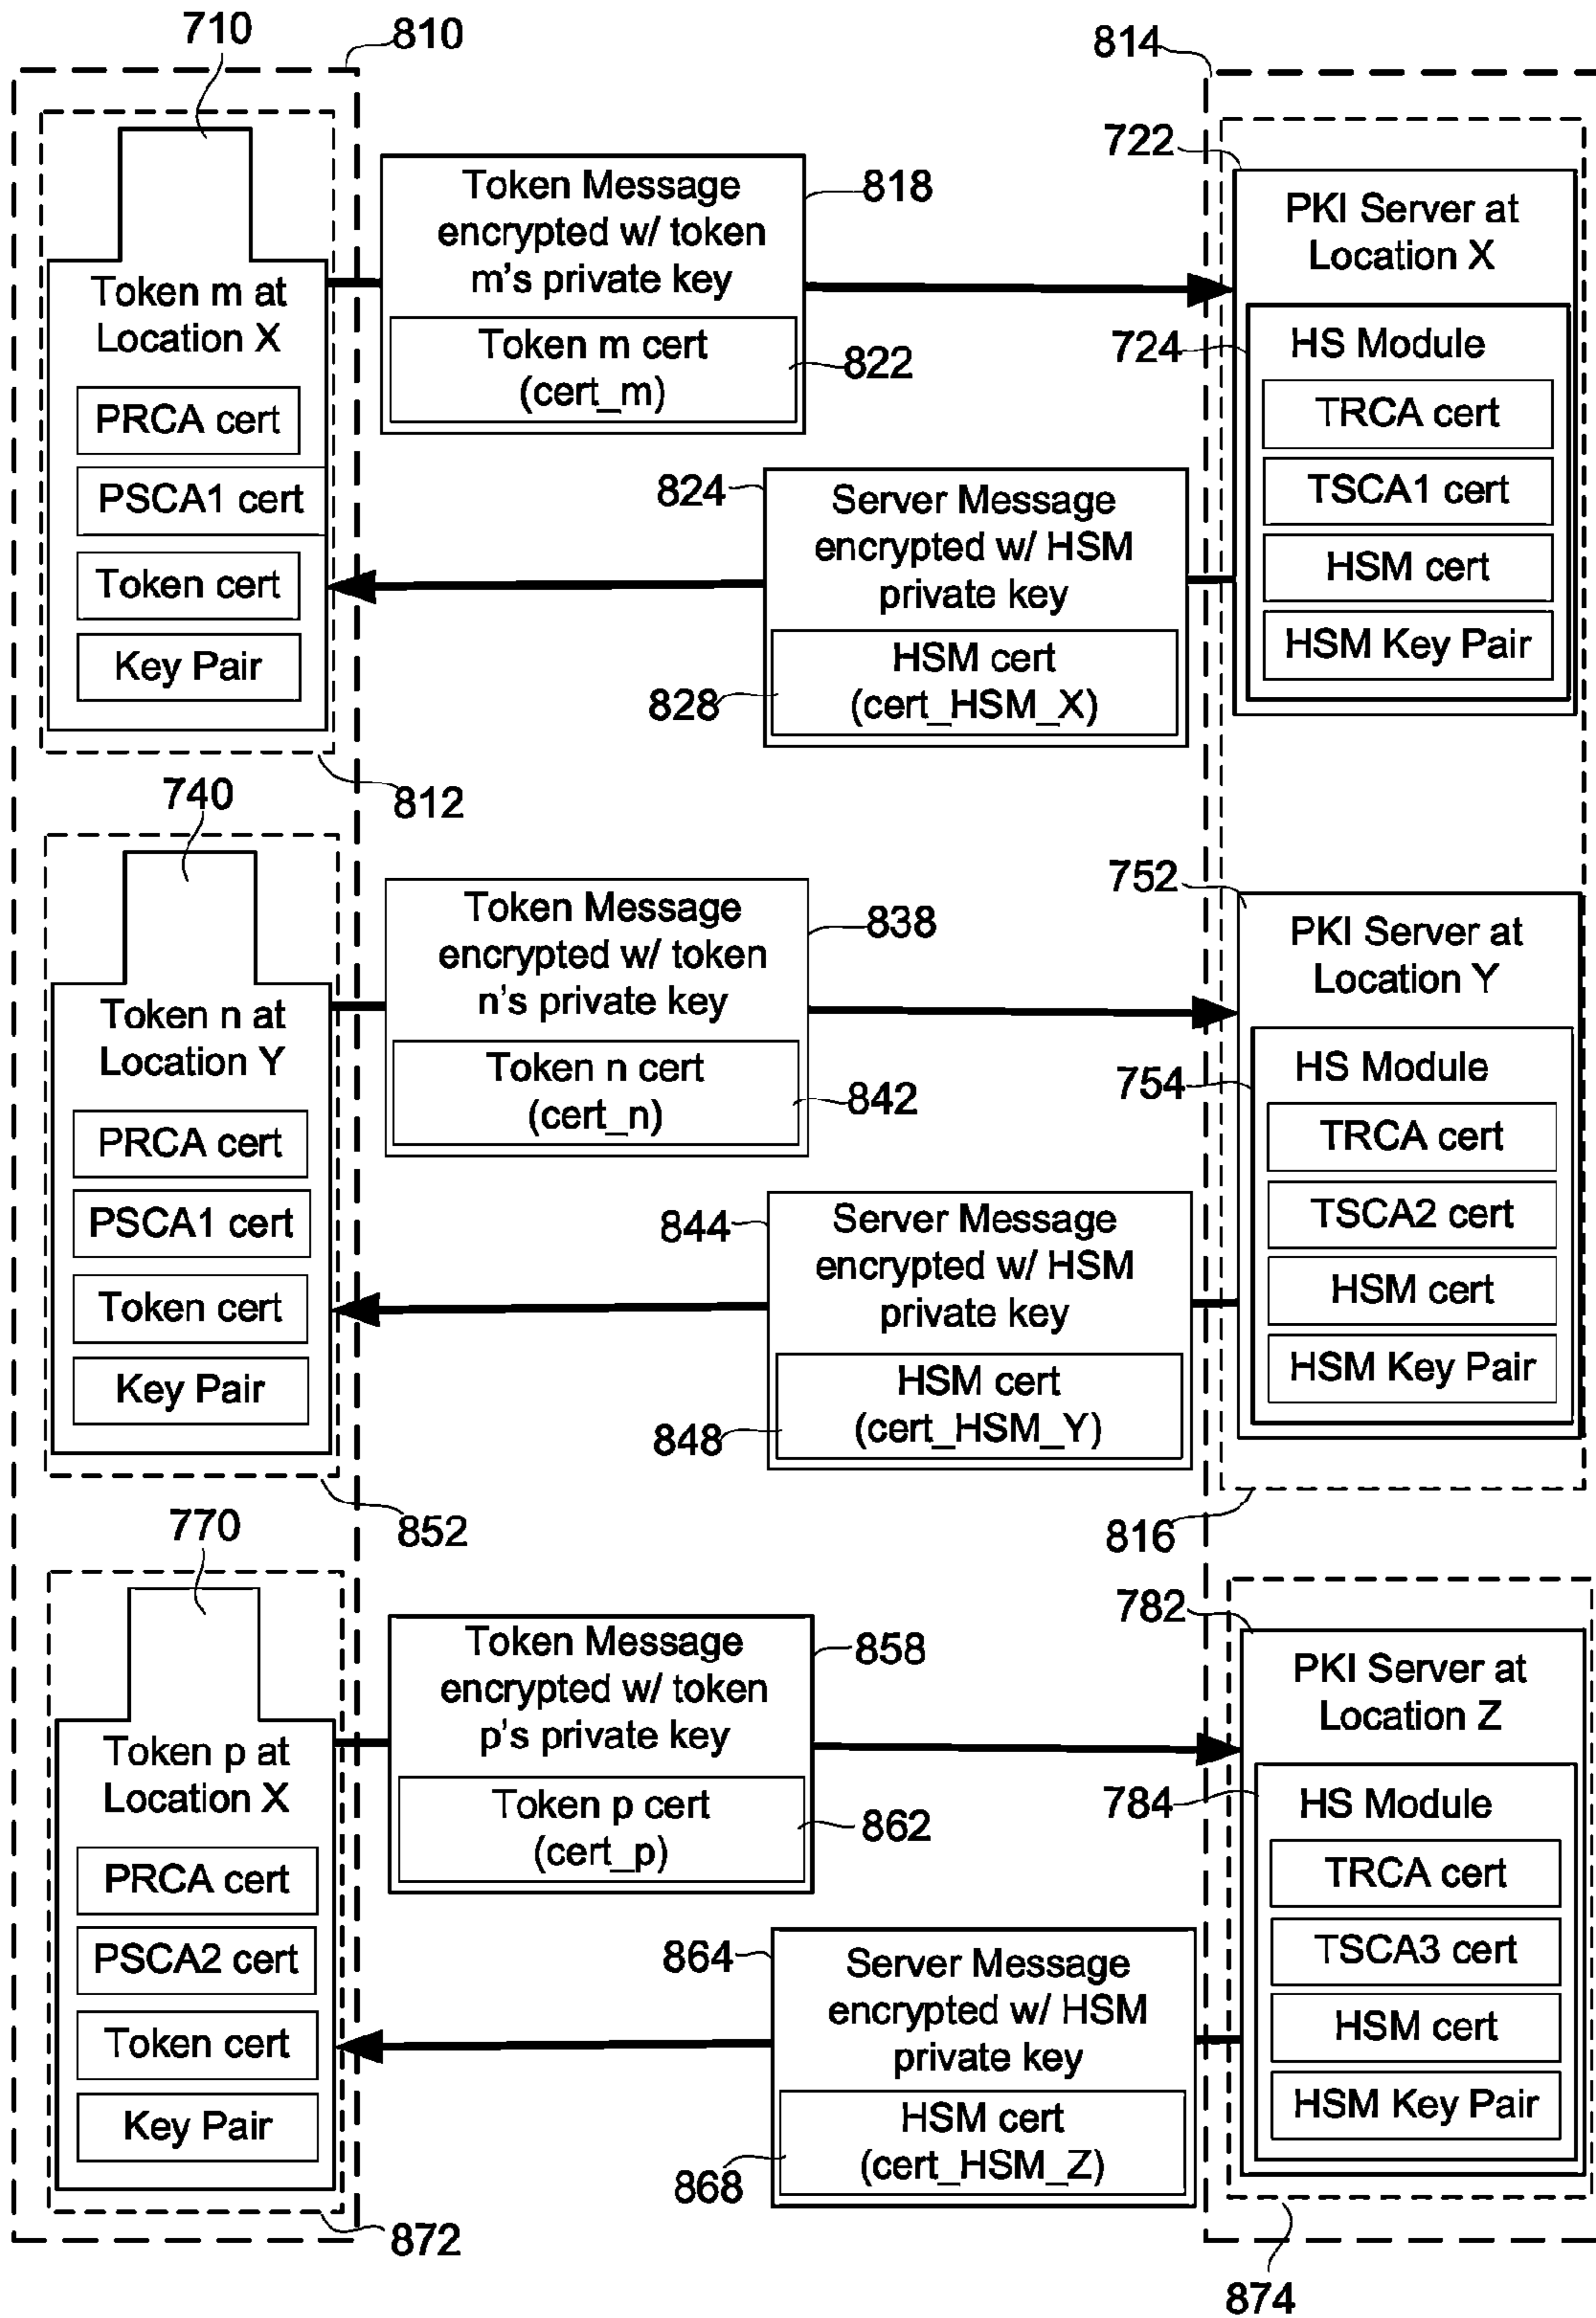 710
810
814
Token m at
Location X
PRCA cert
PSCA1 cert
Token cert
Key Pair
812
Token Message
encrypted w/ token
m's private key
818
Token m cert
(cert_m)
822
824
Server Message
encrypted w/ HSM
private key
HSM cert
(cert_HSM_X)
828
722
PKI Server at
Location X
724
HS Module
TRCA cert
TSCA1 cert
HSM cert
HSM Key Pair
740
Token n at
Location Y
PRCA cert
PSCA1 cert
Token cert
Key Pair
852
Token Message
encrypted w/ token
n's private key
838
Token n cert
(cert_n)
842
844
Server Message
encrypted w/ HSM
private key
HSM cert
(cert_HSM_Y)
848
752
PKI Server at
Location Y
754
HS Module
TRCA cert
TSCA2 cert
HSM cert
HSM Key Pair
816
770
Token p at
Location X
PRCA cert
PSCA2 cert
Token cert
Key Pair
872
Token Message
encrypted w/ token
p's private key
858
Token p cert
(cert_p)
862
864
Server Message
encrypted w/ HSM
private key
HSM cert
(cert_HSM_Z)
868
782
PKI Server at
Location Z
784
HS Module
TRCA cert
TSCA3 cert
HSM cert
HSM Key Pair
874